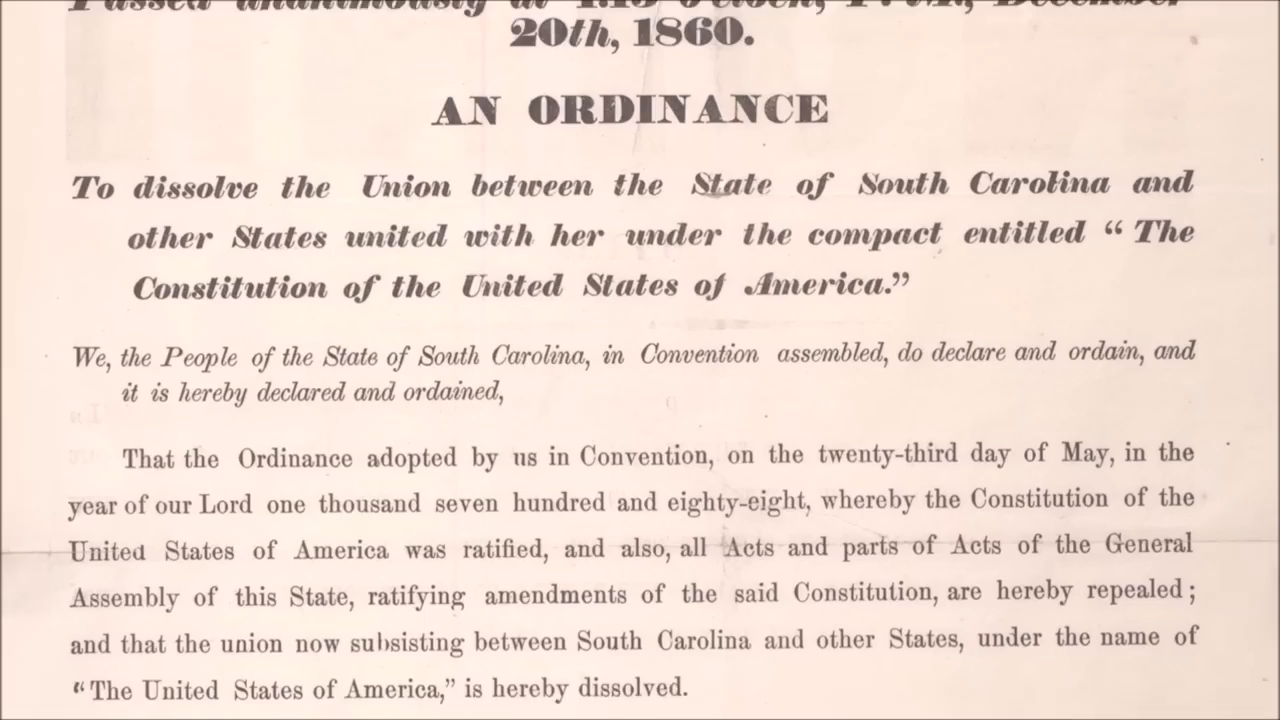 Passed unanimously at 1.15 o'clock, P. M., December
20th, 1860.
AN ORDINANCE
To dissolve the Union between the State of South Carolina and
other States united with her under the compact entitled “ The
Constitution of the United States of America.”
We, the People of the State of South Carolina, in Convention assembled, do declare and ordain, and
it is hereby declared and ordained,
That the Ordinance adopted by us in Convention, on the twenty-third day of May, in the
year of our Lord one thousand seven hundred and eighty-eight, whereby the Constitution of the
United States of America was ratified, and also, all Acts and parts of Acts of the General
Assembly of this State, ratifying amendments of the said Constitution, are hereby repealed ;
and that the union now subsisting between South Carolina and other States, under the name of
“The United States of America,” is hereby dissolved.